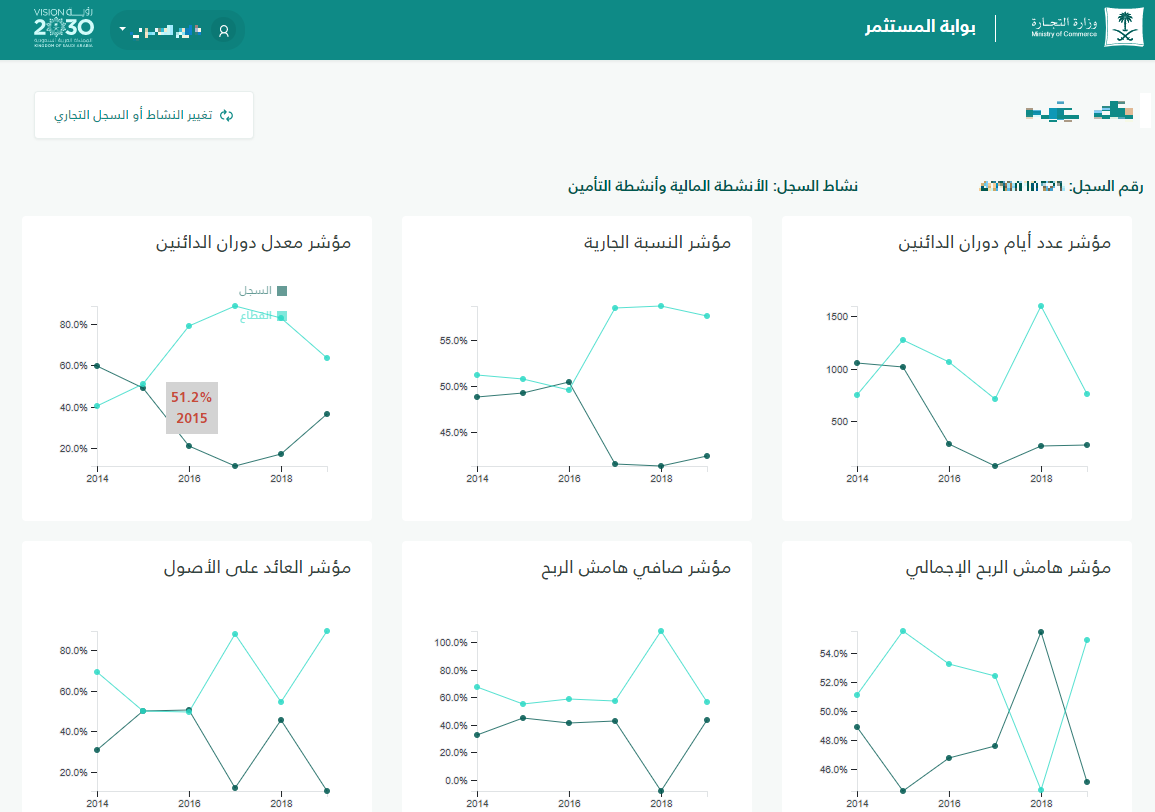 وزارة التجارة
Ministry of Commerce
بوابة المستثمر
VISION رؤيــة
2030
المملكة العربية السعودية
KINGDOM OF SAUDI ARABIA
تغيير النشاط أو السجل التجاري
رقم السجل:
نشاط السجل: الأنشطة المالية وأنشطة التأمين
مؤشر عدد أيام دوران الدائنين
1500
1000
500
2014 2016 2018
مؤشر النسبة الجارية
55.0%
50.0%
45.0%
2014 2016 2018
مؤشر معدل دوران الدائنين
السجل
القطاع
80.0%
60.0%
40.0%
20.0%
51.2%
2015
2014 2016 2018
مؤشر هامش الربح الإجمالي
54.0%
52.0%
50.0%
48.0%
46.0%
2014 2016 2018
مؤشر صافي هامش الربح
100.0%
80.0%
60.0%
40.0%
20.0%
0.0%
2014 2016 2018
مؤشر العائد على الأصول
80.0%
60.0%
40.0%
20.0%
2014 2016 2018